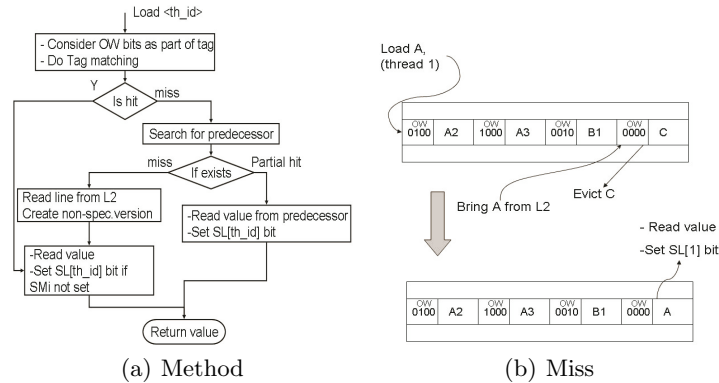 Load <th_id>
- Consider OW bits as part of tag
- Do Tag matching
Y
Is hit
miss
Search for predecessor
miss
If exists
Partial hit
Read line from L2
Create non-spec.version
-Read value from predecessor
-Set SL[th_id] bit
-Read value
-Set SL[th_id] bit if
SMi not set
Return value
(a) Method
Load A,
(thread 1)
OW OW OW OW
0100 A2 1000 A3 0010 B1 0000 C
Evict C
Bring A from L2
- Read value
-Set SL[1] bit
OW OW OW OW
0100 A2 1000 A3 0010 B1 0000 A
(b) Miss